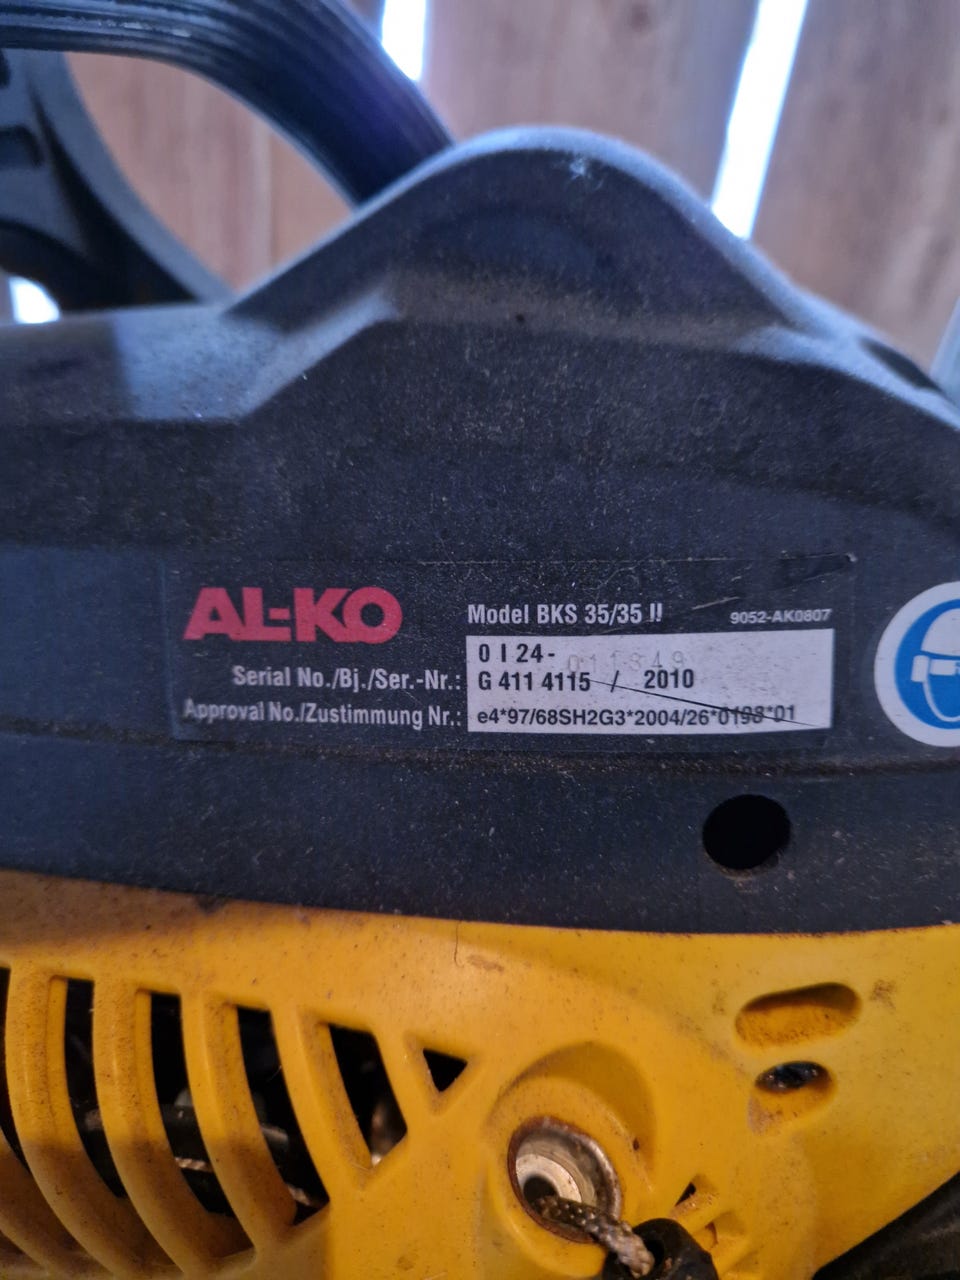 AL-KO
Model BKS 35/35 II
9052-AK0807
0 I 24-
Serial No./Bj./Ser.-Nr.: G 411 4115 / 2010
Approval No./Zustimmung Nr.: e4*97/68SH2G3*2004/26*0198*01